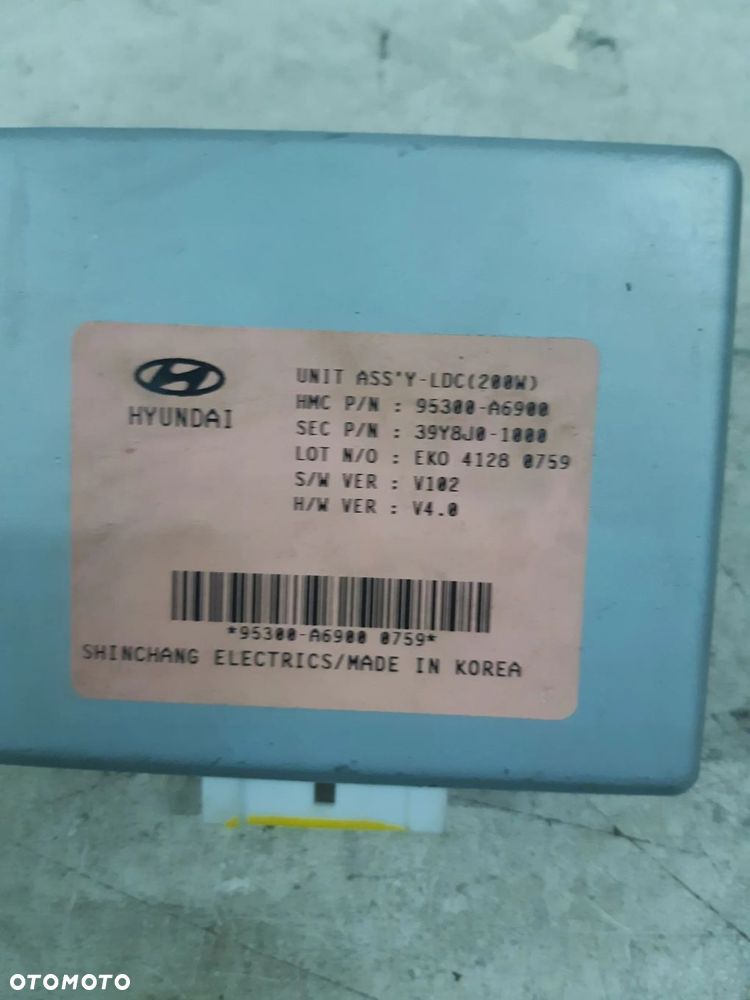 HYUNDAI
UNIT ASS'Y-LDC(200W)
HMC P/N : 95300-A6900
SEC P/N : 39Y8J0-1000
LOT N/O : EKO 4128 0759
S/W VER : V102
H/W VER : V4.0
*95300-A6900 0759*
SHINCHANG ELECTRICS/MADE IN KOREA
OTOMOTO